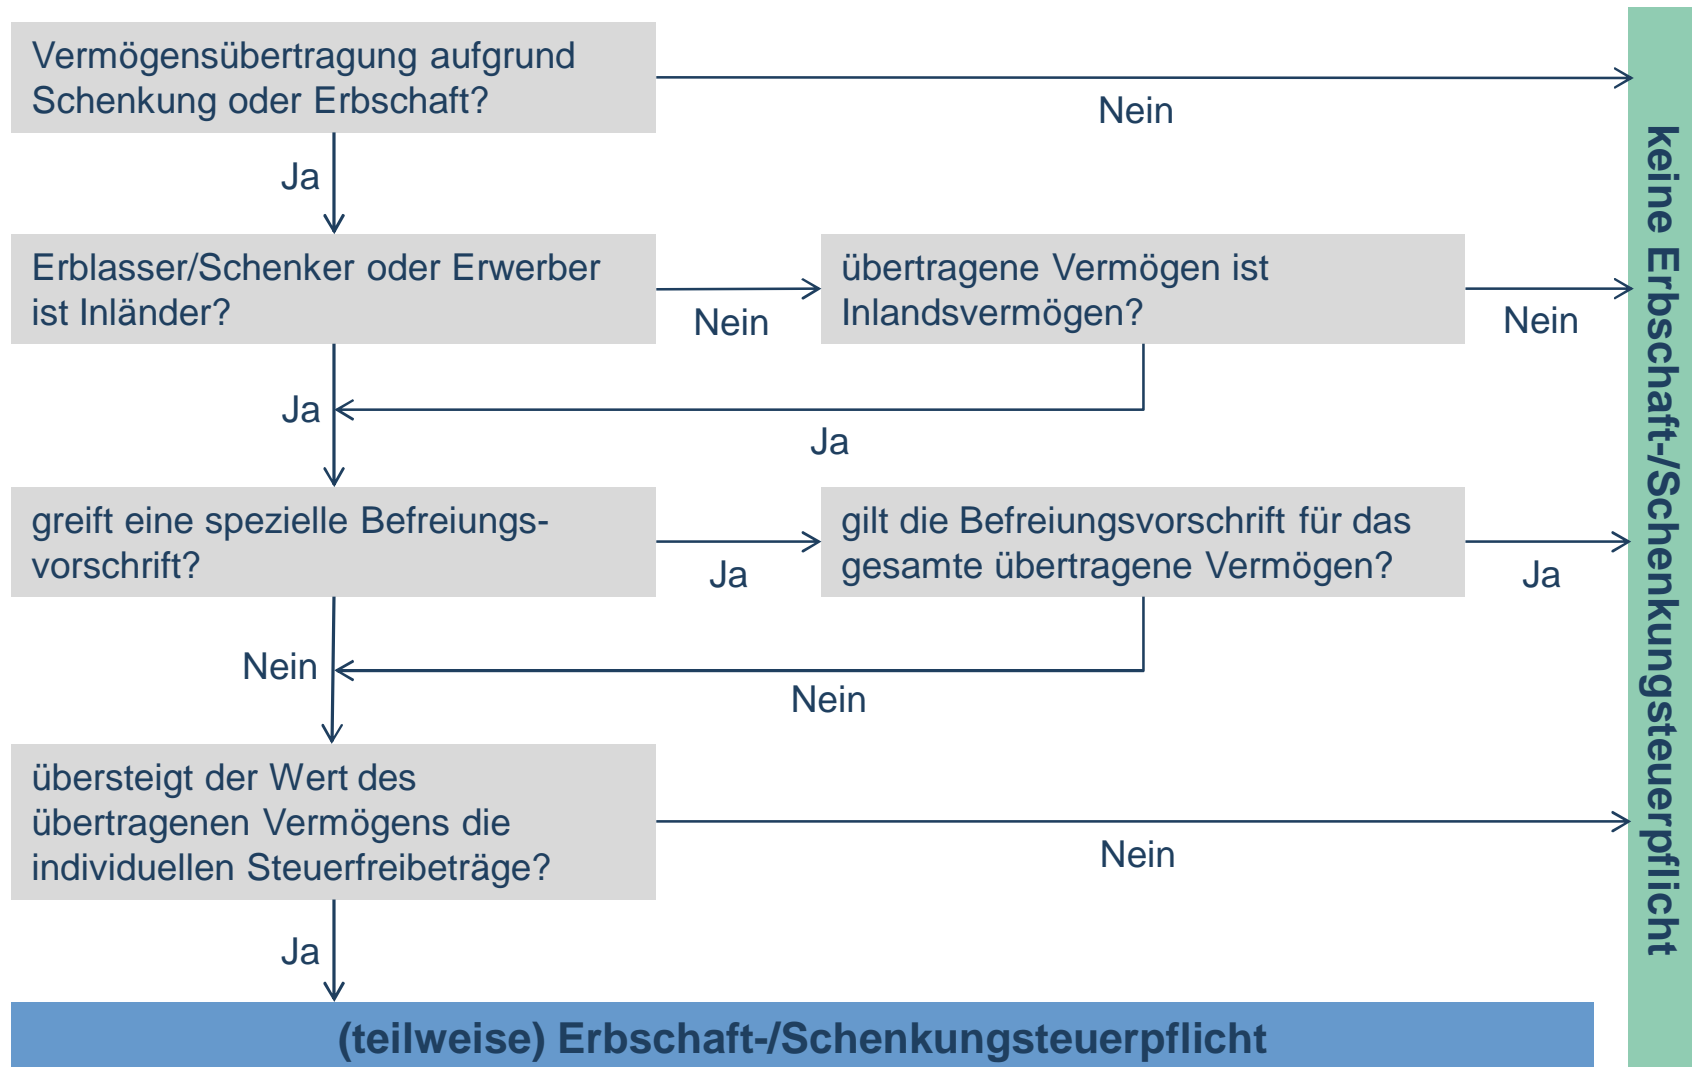 Vermögensübertragung aufgrund
Schenkung oder Erbschaft?
Nein
Ja
Erblasser/Schenker oder Erwerber
ist Inländer?
Nein
übertragene Vermögen ist
Inlandsvermögen?
Nein
Ja
Ja
greift eine spezielle Befreiungs-
vorschrift?
Ja
gilt die Befreiungsvorschrift für das
gesamte übertragene Vermögen?
Ja
Nein
Nein
übersteigt der Wert des
übertragenen Vermögens die
individuellen Steuerfreibeträge?
Nein
Ja
(teilweise) Erbschaft-/Schenkungsteuerpflicht
keine Erbschaft-/Schenkungsteuerpflicht